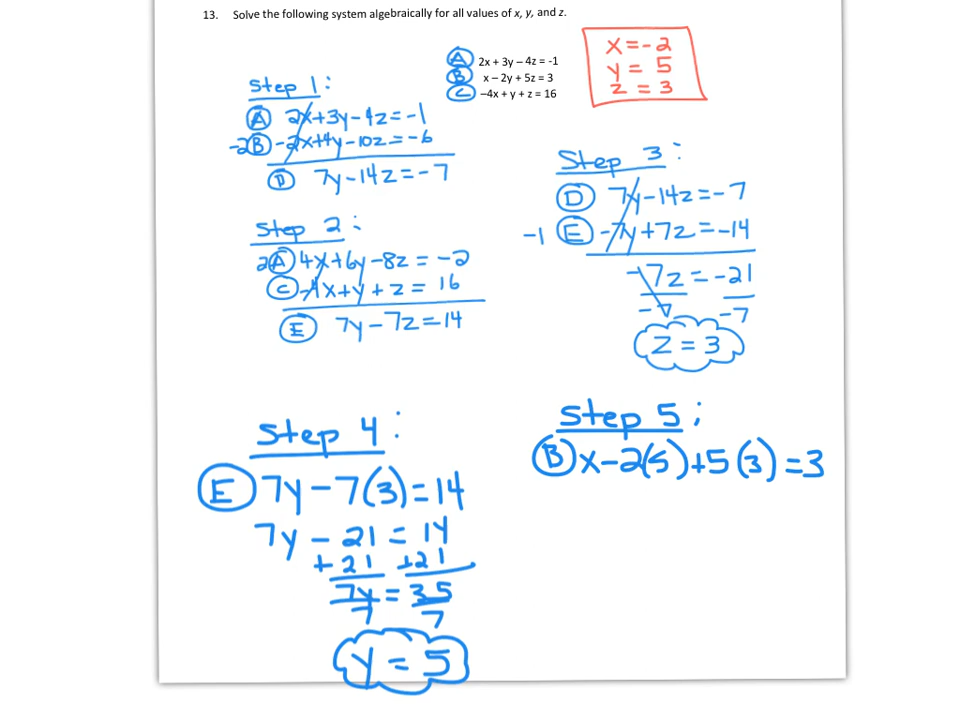 13. Solve the following system algebraically for all values of x, y, and z.
Ⓐ 2x + 3y – 4z = -1
Ⓑ x – 2y + 5z = 3
Ⓒ –4x + y + z = 16
x = -2
y = 5
z = 3
Step 1:
Ⓐ 2x+3y-4z=-1
-2Ⓑ -2x+4y-10z=-6
Ⓓ 7y-14z=-7
Step 2:
2Ⓐ 4x+6y-8z=-2
Ⓒ -4x+y+z=16
Ⓔ 7y-7z=14
Step 3:
Ⓓ 7y-14z=-7
-1 Ⓔ -7y+7z=-14
-7z=-21
-7 -7
z=3
Step 4:
Ⓔ 7y-7(3)=14
7y-21=14
+21 +21
7y=35
7 7
y=5
Step 5:
Ⓑ x-2(5)+5(3)=3